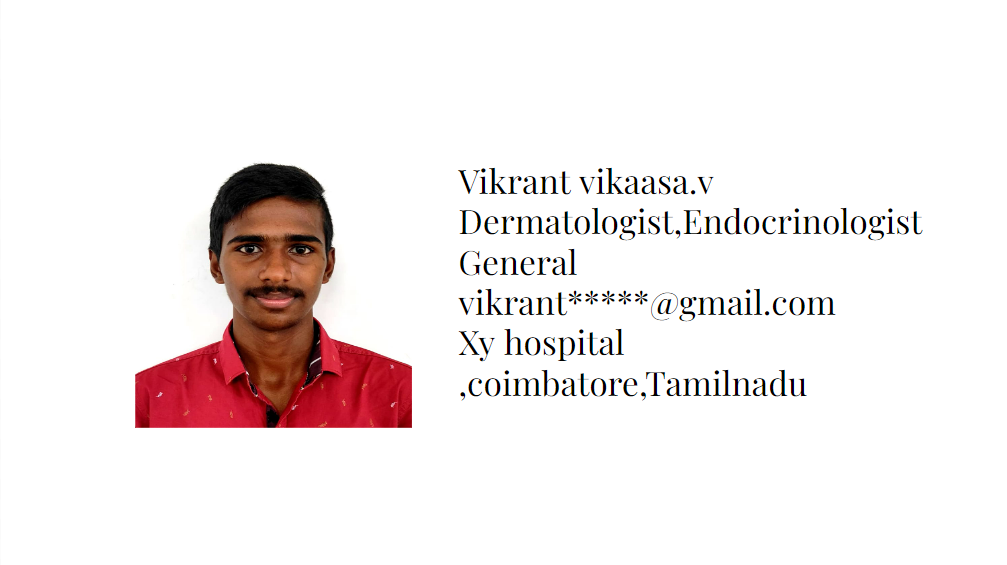 Vikrant vikaasa.v
Dermatologist,Endocrinologist
General
vikrant*****@gmail.com
Xy hospital
,coimbatore,Tamilnadu